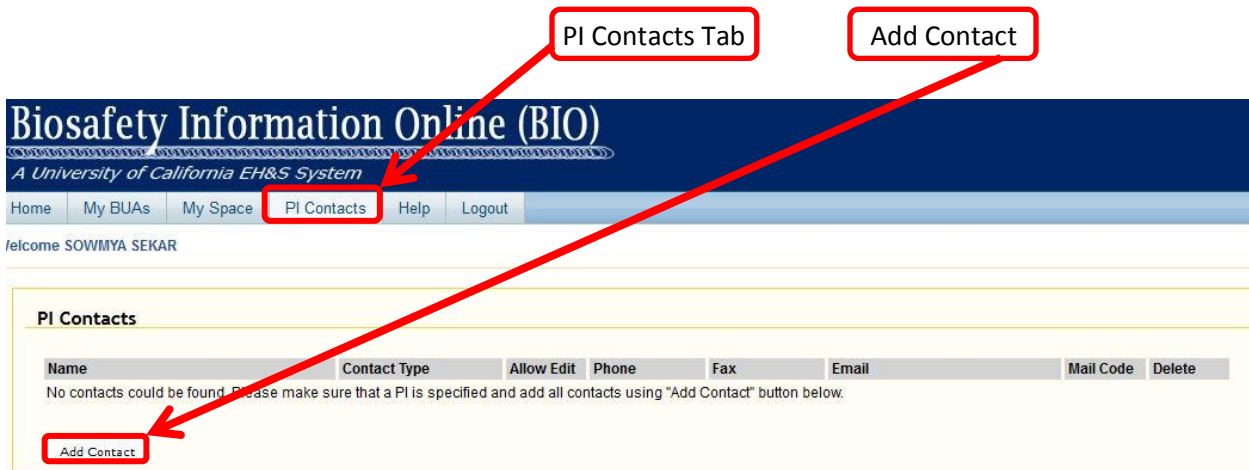 PI Contacts Tab
Add Contact
Biosafety Information Online (BIO)
A University of California EH&S System
Home My BUAs My Space PI Contacts Help Logout
Welcome SOWMYA SEKAR
PI Contacts
Name Contact Type Allow Edit Phone Fax Email Mail Code Delete
No contacts could be found. Please make sure that a PI is specified and add all contacts using "Add Contact" button below.
Add Contact